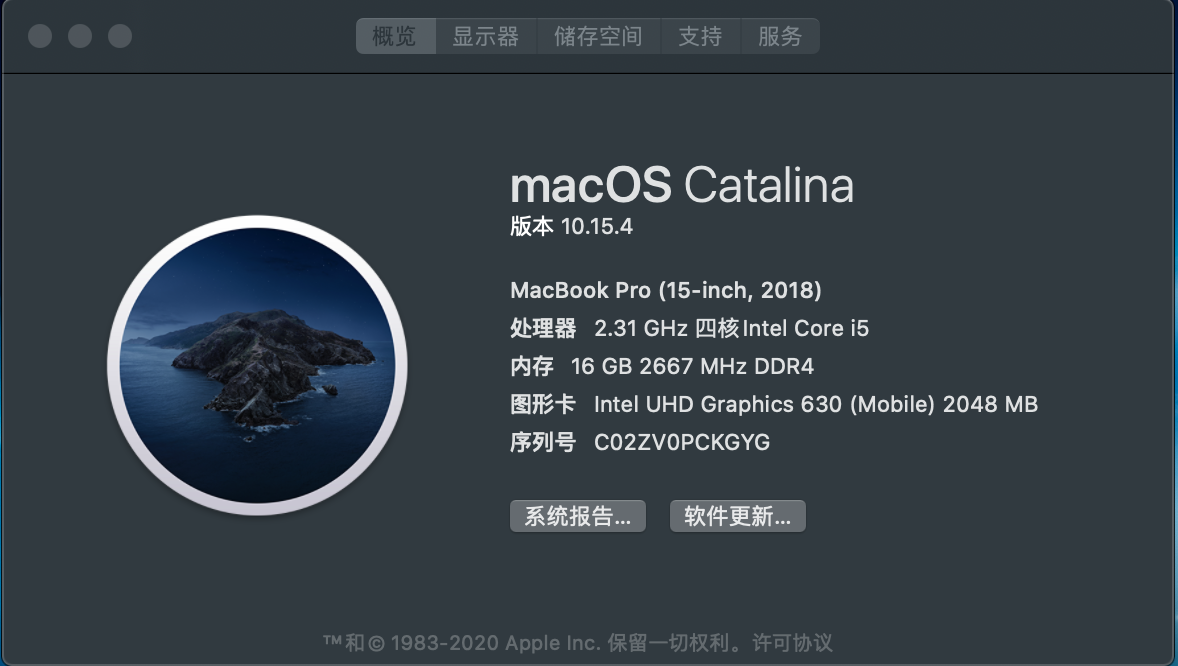 概览 显示器 储存空间 支持 服务
macOS Catalina
版本 10.15.4
MacBook Pro (15-inch, 2018)
处理器 2.31 GHz 四核Intel Core i5
内存 16 GB 2667 MHz DDR4
图形卡 Intel UHD Graphics 630 (Mobile) 2048 MB
序列号 C02ZV0PCKGYG
系统报告... 软件更新...
™和© 1983-2020 Apple Inc. 保留一切权利。许可协议